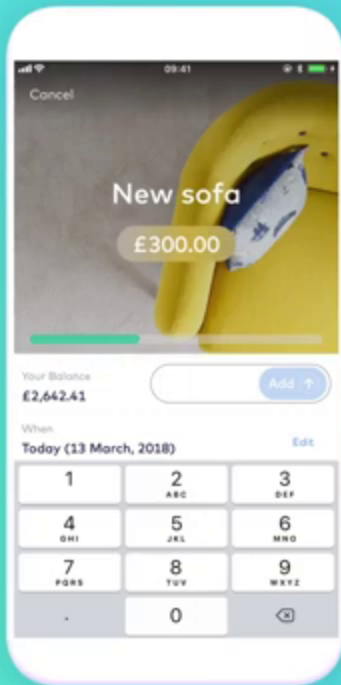 09:41
Cancel
New sofa
£300.00
Your Balance
£2,642.41
Add ↑
When
Today (13 March, 2018)
Edit
1
2
ABC
3
DEF
4
GHI
5
JKL
6
MNO
7
PQRS
8
TUV
9
WXYZ
.
0